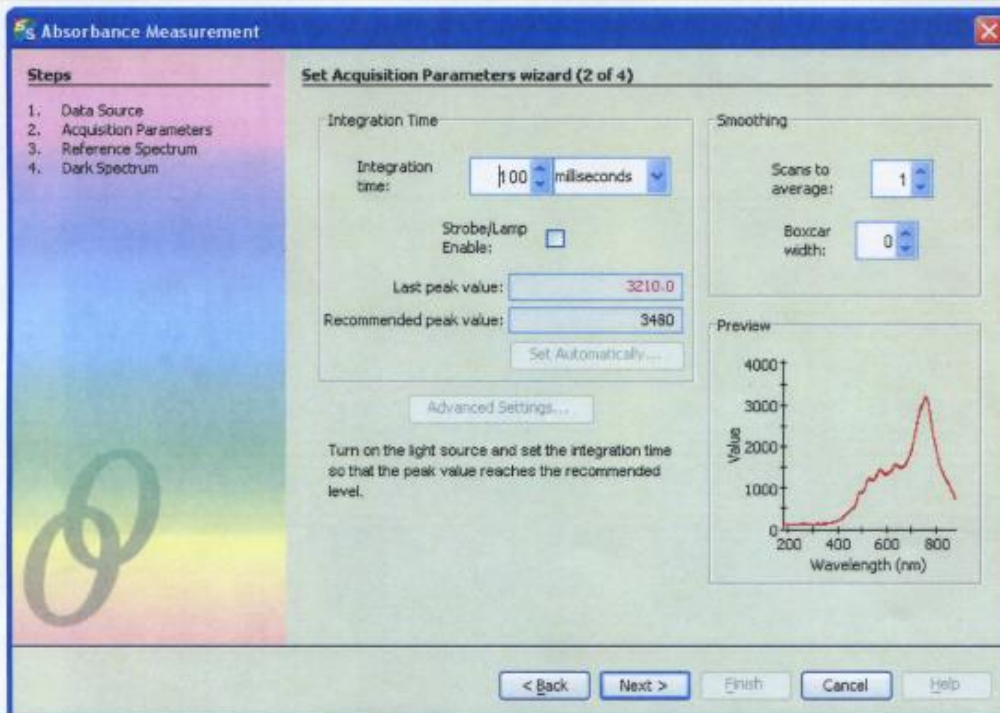 Absorbance Measurement
Steps
1. Data Source
2. Acquisition Parameters
3. Reference Spectrum
4. Dark Spectrum
Set Acquisition Parameters wizard (2 of 4)
Integration Time
Integration time:
100 milliseconds
Strobe/Lamp Enable:
Last peak value: 3210.0
Recommended peak value: 3480
Set Automatically...
Advanced Settings...
Turn on the light source and set the integration time
so that the peak value reaches the recommended
level.
Smoothing
Scans to average: 1
Boxcar width: 0
Preview
4000
3000
2000
1000
0
Value
200 400 600 800
Wavelength (nm)
< Back Next > Finish Cancel Help